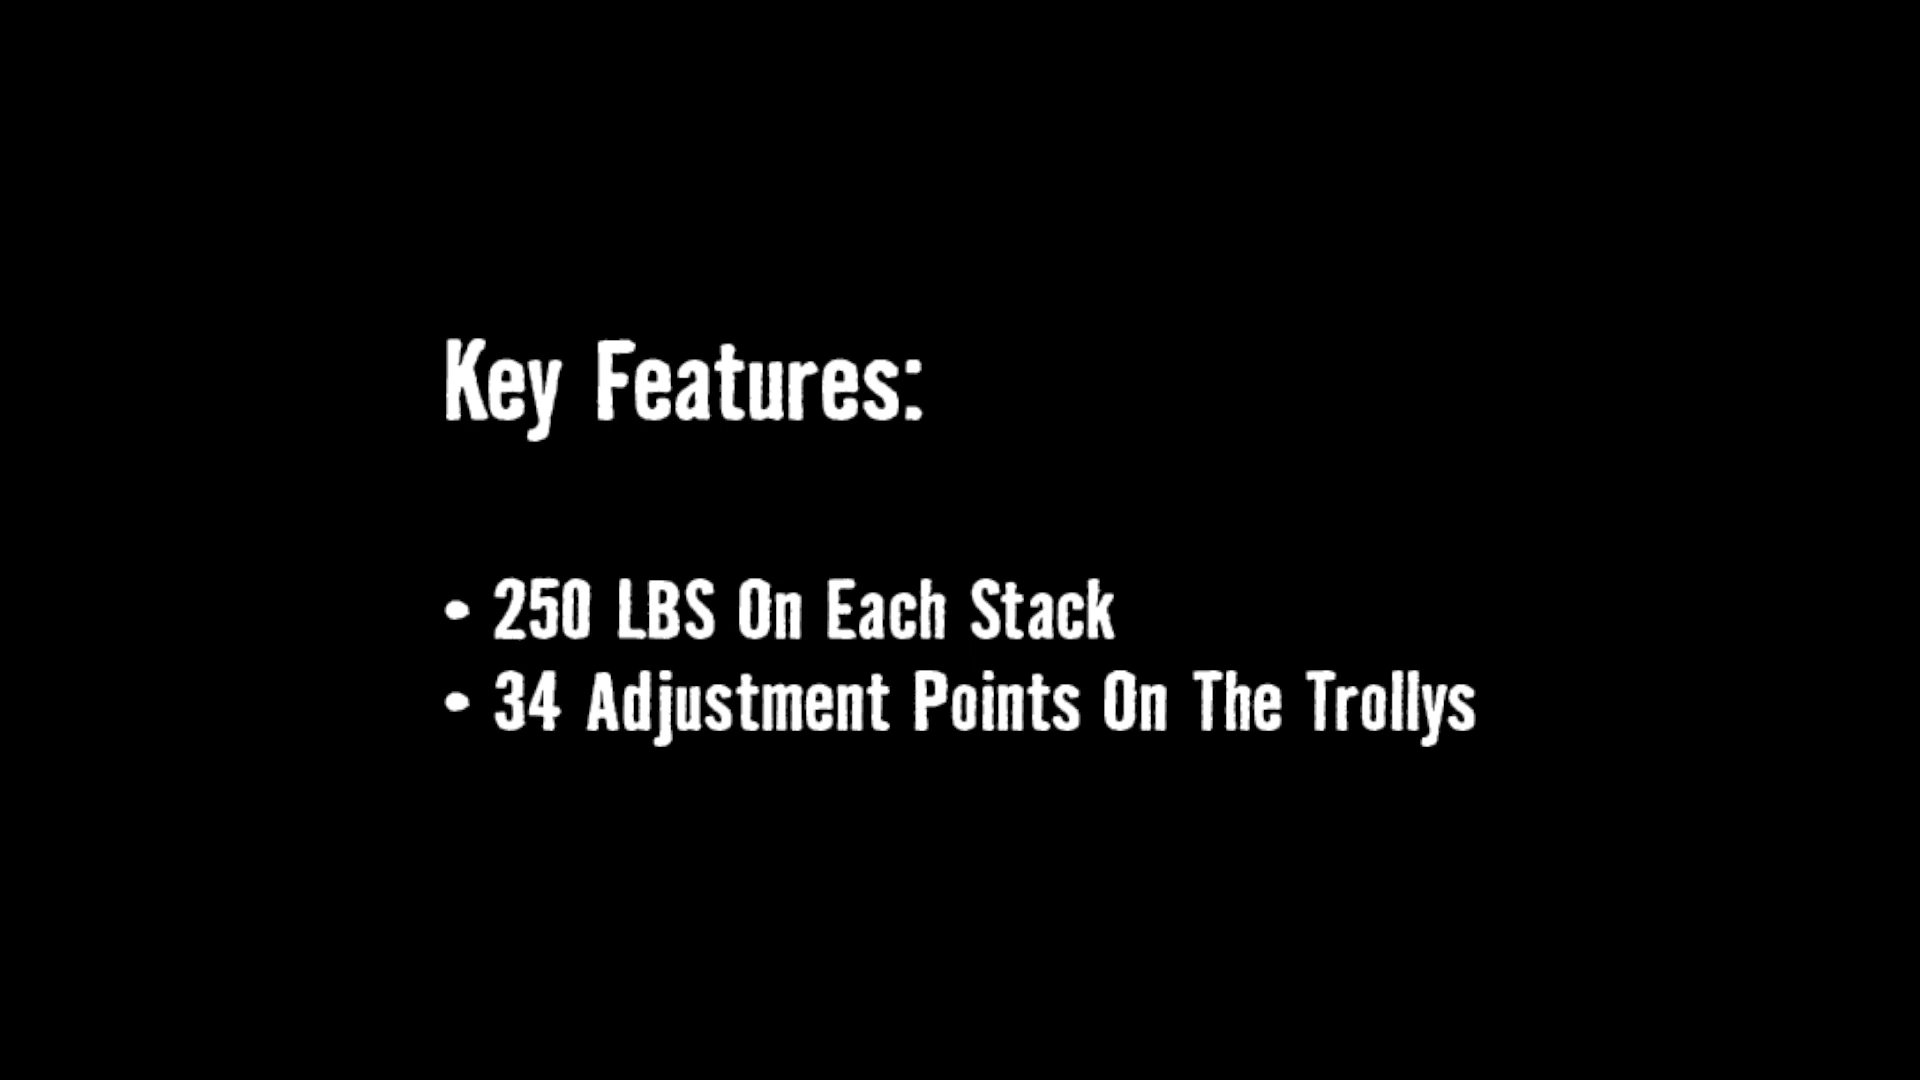 Key Features:
• 250 LBS On Each Stack
• 34 Adjustment Points On The Trollys